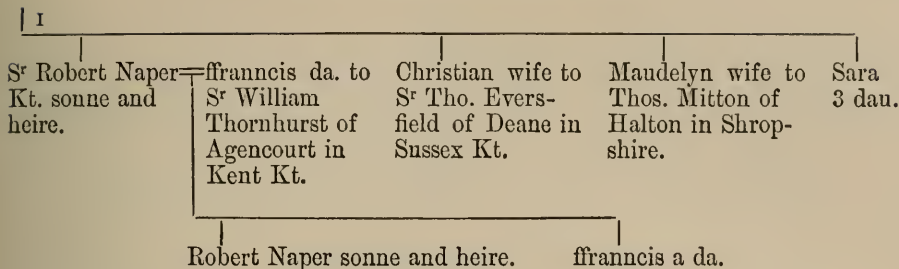 1
Sʳ Robert Naper=ffranncis da. to
Kt. sonne and
heire.
Sʳ William
Thornhurst of
Agencourt in
Kent Kt.
Christian wife to
Sʳ Tho. Evers-
field of Deane in
Sussex Kt.
Maudelyn wife to
Thos. Mitton of
Halton in Shrop-
shire.
Sara
3 dau.
Robert Naper sonne and heire.
ffranncis a da.